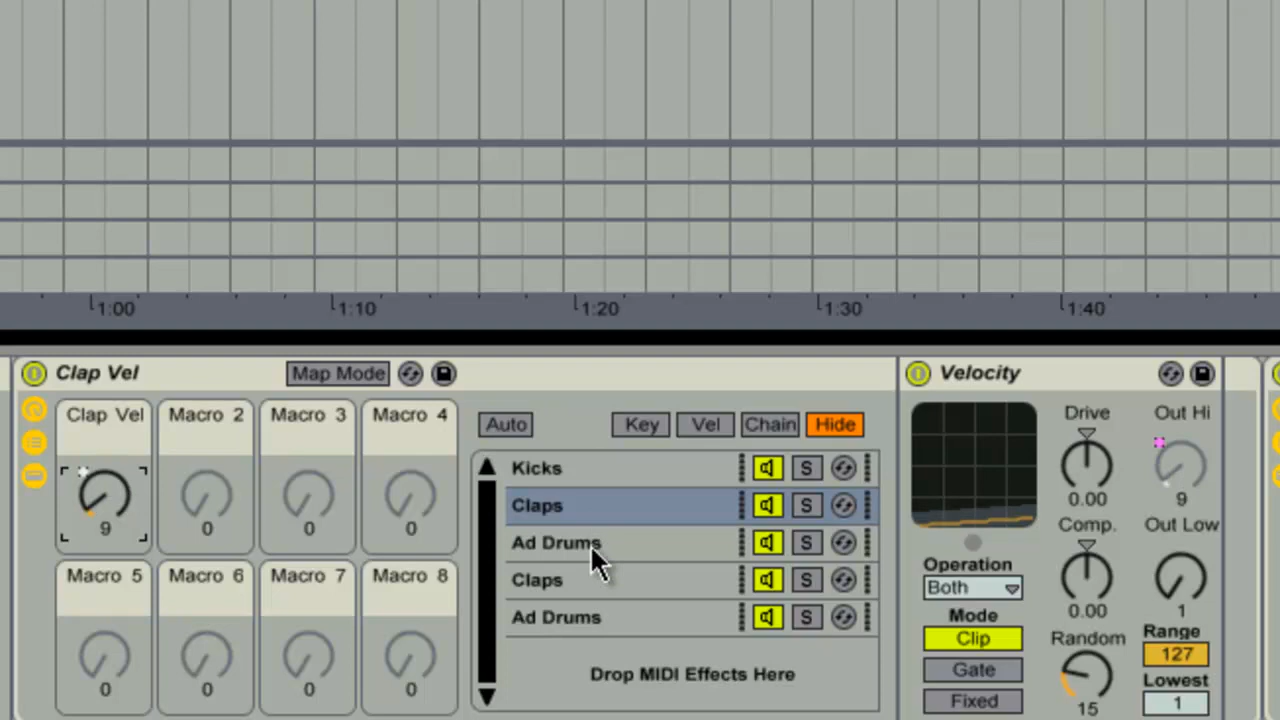 1:00 1:10 1:20 1:30 1:40
Clap Vel Map Mode
Clap Vel Macro 2 Macro 3 Macro 4
9 0 0 0
Macro 5 Macro 6 Macro 7 Macro 8
0 0 0 0
Auto Key Vel Chain Hide
Kicks S
Claps S
Ad Drums S
Claps S
Ad Drums S
Drop MIDI Effects Here
Velocity
Drive Out Hi
0.00 9
Comp. Out Low
0.00 1
Operation
Both
Mode
Clip
Gate
Fixed
Random
15
Range
127
Lowest
1